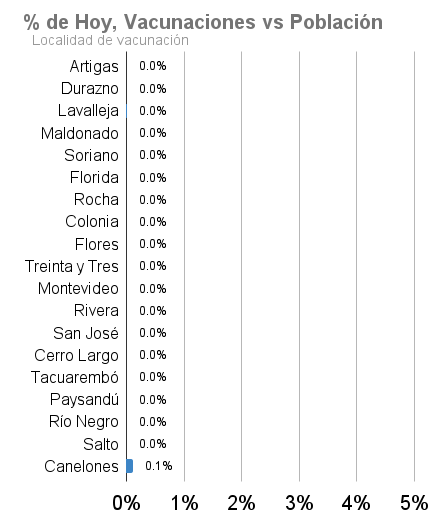 % de Hoy, Vacunaciones vs Población
Localidad de vacunación
Artigas 0.0%
Durazno 0.0%
Lavalleja 0.0%
Maldonado 0.0%
Soriano 0.0%
Florida 0.0%
Rocha 0.0%
Colonia 0.0%
Flores 0.0%
Treinta y Tres 0.0%
Montevideo 0.0%
Rivera 0.0%
San José 0.0%
Cerro Largo 0.0%
Tacuarembó 0.0%
Paysandú 0.0%
Río Negro 0.0%
Salto 0.0%
Canelones 0.1%
0% 1% 2% 3% 4% 5%